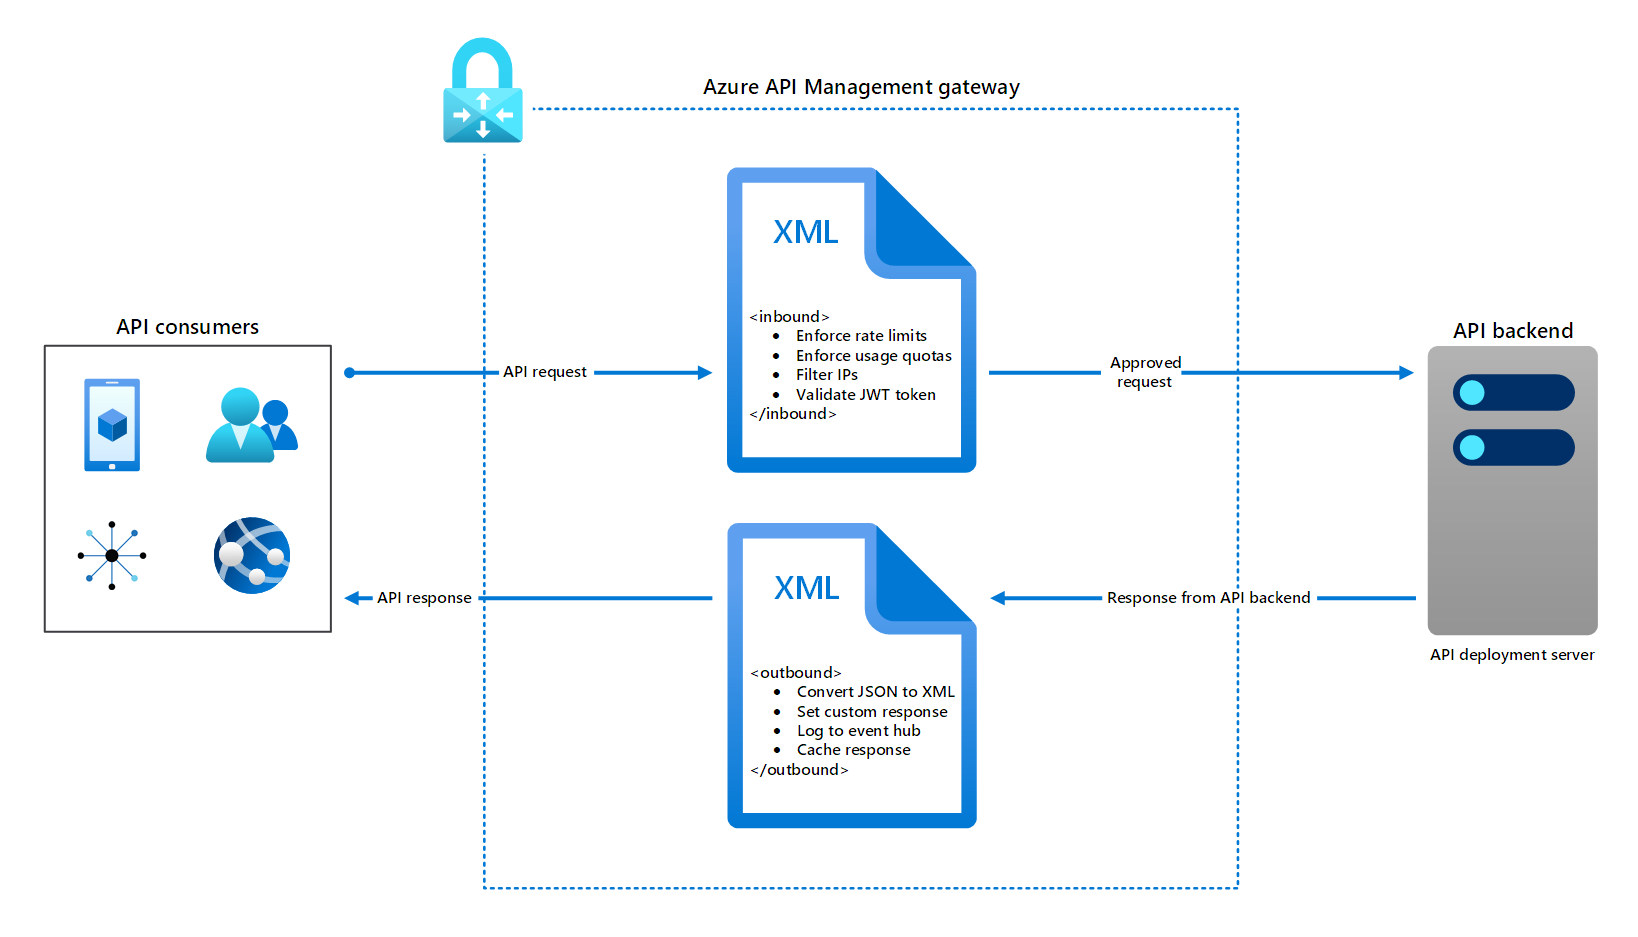 Azure API Management gateway
API consumers
API request
XML
<inbound>
• Enforce rate limits
• Enforce usage quotas
• Filter IPs
• Validate JWT token
</inbound>
Approved
request
API backend
API deployment server
Response from API backend
XML
<outbound>
• Convert JSON to XML
• Set custom response
• Log to event hub
• Cache response
</outbound>
API response